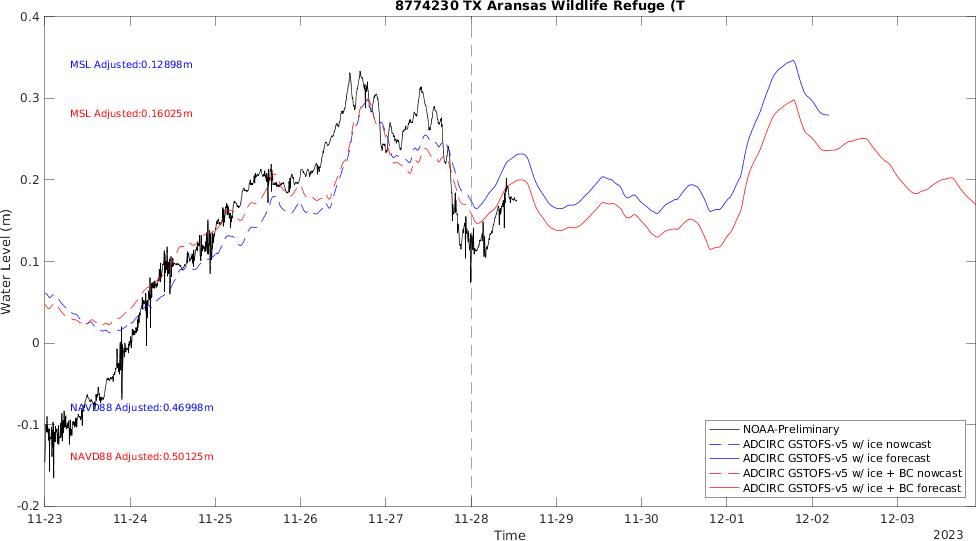 8774230 TX Aransas Wildlife Refuge (T
0.4
0.3
0.2
0.1
0
-0.1
-0.2
Water Level (m)
MSL Adjusted:0.12898m
MSL Adjusted:0.16025m
NAVD88 Adjusted:0.46998m
NAVD88 Adjusted:0.50125m
NOAA-Preliminary
ADCIRC GSTOFS-v5 w/ ice nowcast
ADCIRC GSTOFS-v5 w/ ice forecast
ADCIRC GSTOFS-v5 w/ ice + BC nowcast
ADCIRC GSTOFS-v5 w/ ice + BC forecast
11-23 11-24 11-25 11-26 11-27 11-28 11-29 11-30 12-01 12-02 12-03
Time
2023